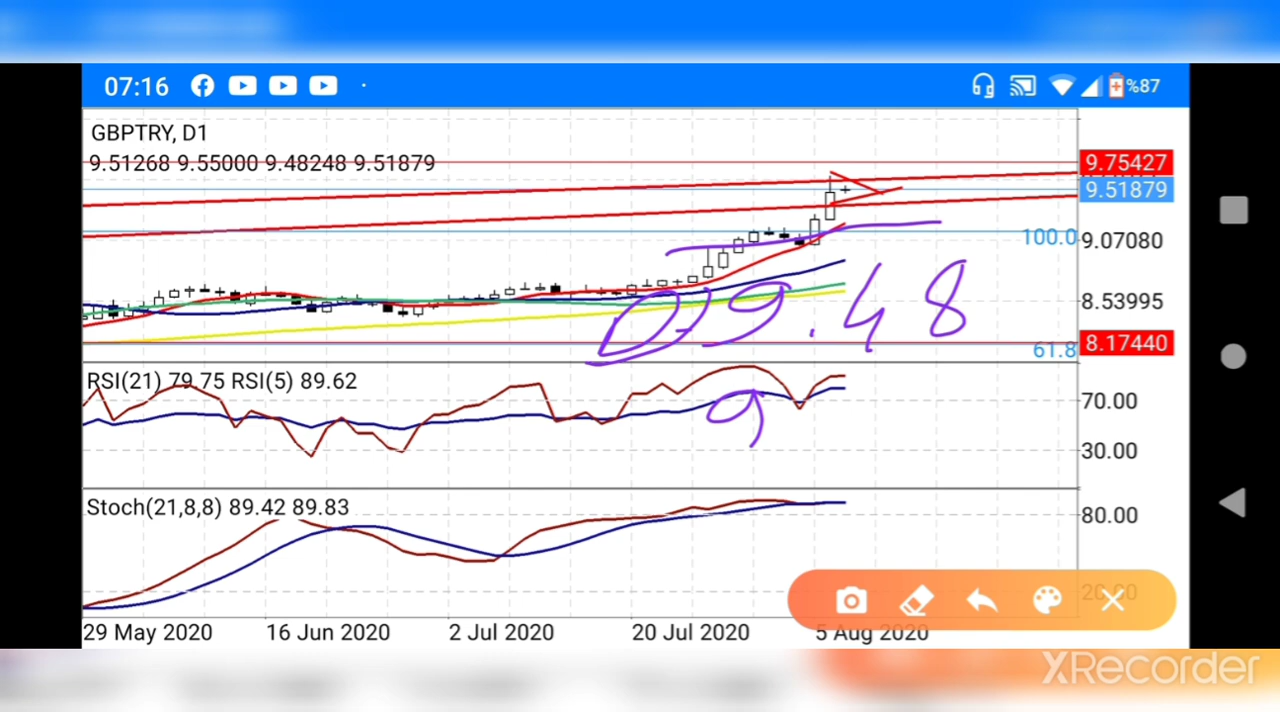 07:16 %87
GBPTRY, D1
9.51268 9.55000 9.48248 9.51879
9.75427
9.51879
100.0
9.07080
8.53995
9.48
61.8
8.17440
RSI(21) 79.75 RSI(5) 89.62
70.00
9
30.00
Stoch(21,8,8) 89.42 89.83
80.00
20.00
29 May 2020 16 Jun 2020 2 Jul 2020 20 Jul 2020 5 Aug 2020
XRecorder